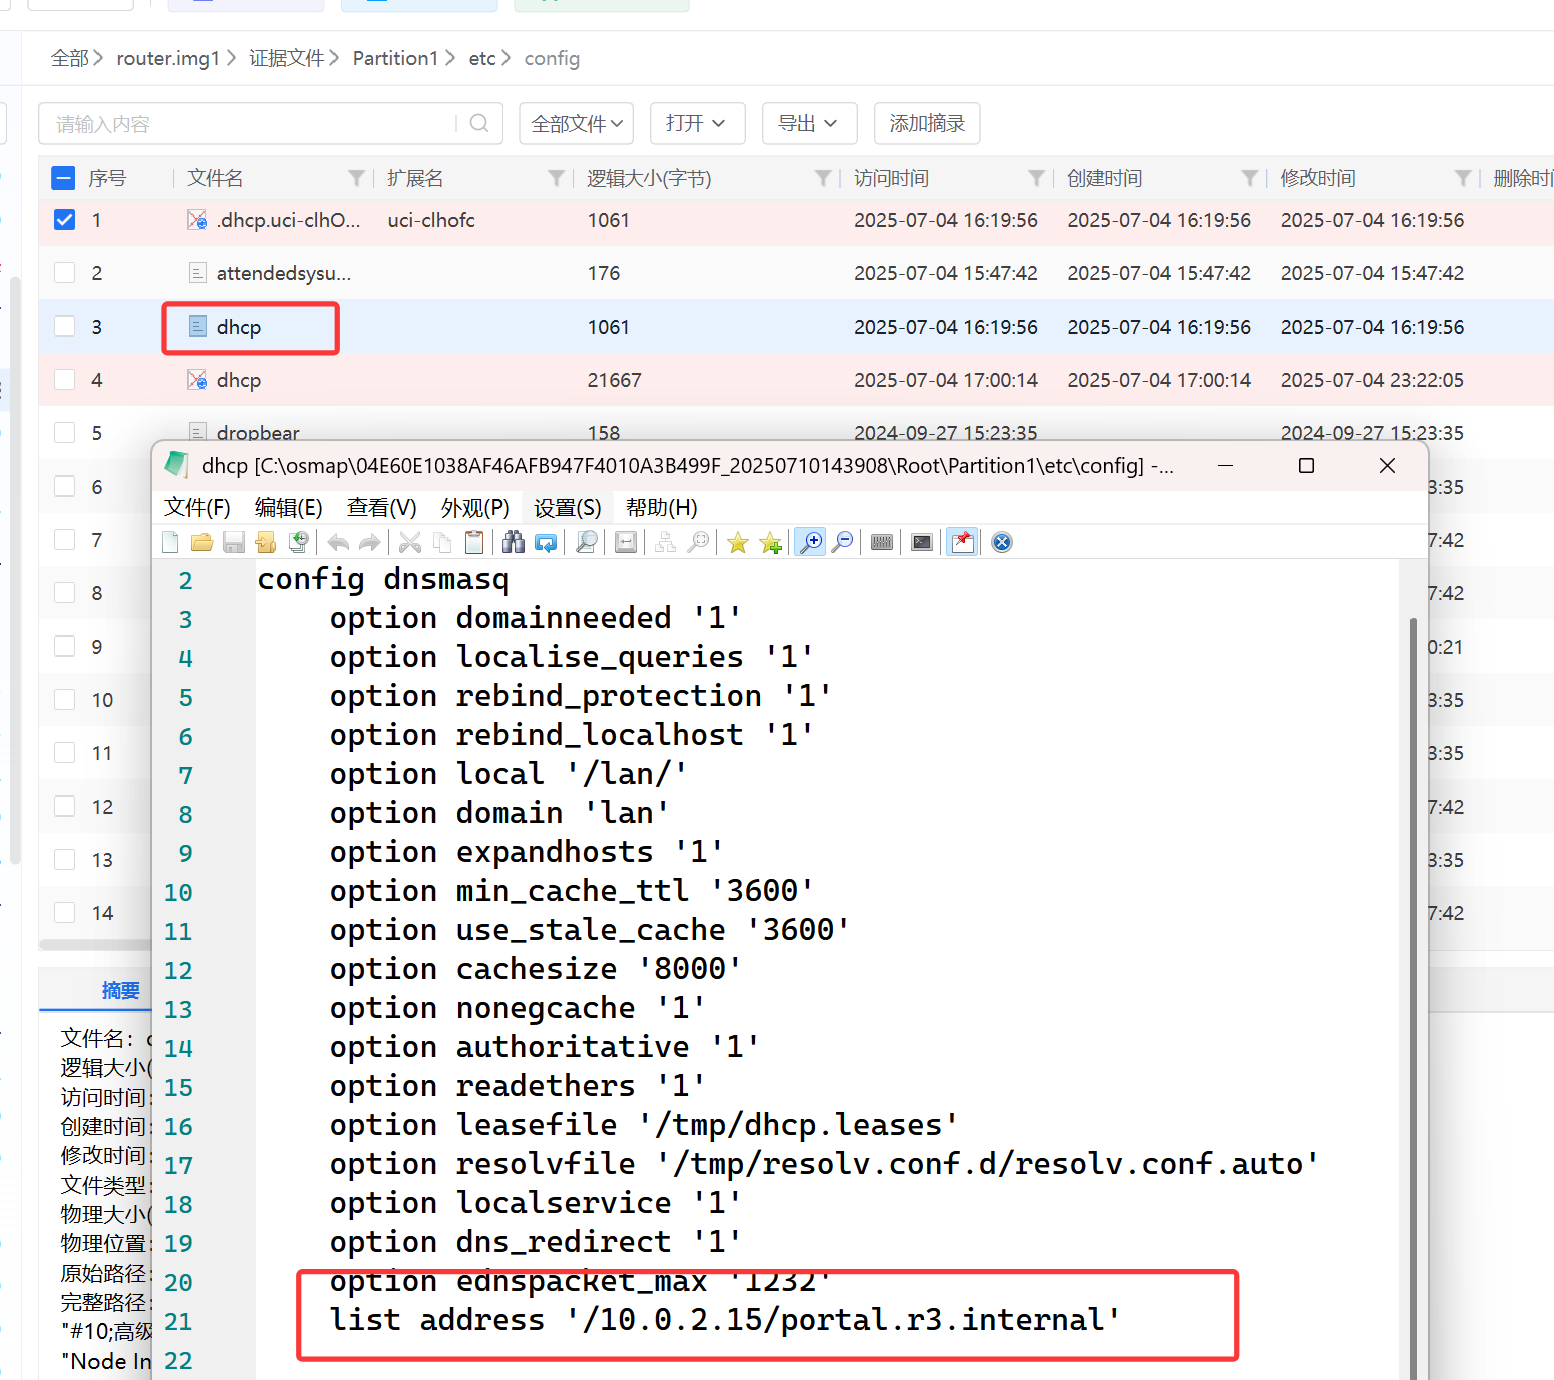 全部 router.img1 证据文件 Partition1 etc config
请输入内容 全部文件 打开 导出 添加摘录
序号 文件名 扩展名 逻辑大小(字节) 访问时间 创建时间 修改时间
1 .dhcp.uci-clhO... uci-clhofc 1061 2025-07-04 16:19:56 2025-07-04 16:19:56 2025-07-04 16:19:56
2 attendedsysu... 176 2025-07-04 15:47:42 2025-07-04 15:47:42 2025-07-04 15:47:42
3 dhcp 1061 2025-07-04 16:19:56 2025-07-04 16:19:56 2025-07-04 16:19:56
4 dhcp 21667 2025-07-04 17:00:14 2025-07-04 17:00:14 2025-07-04 23:22:05
5 dropbear 158 2024-09-27 15:23:35 2024-09-27 15:23:35
dhcp [C:\osmap\04E60E1038AF46AFB947F4010A3B499F_20250710143908\Root\Partition1\etc\config] -...
6 3:35
文件(F) 编辑(E) 查看(V) 外观(P) 设置(S) 帮助(H)
7 7:42
2 config dnsmasq
8 7:42
3 option domainneeded '1'
4 option localise_queries '1'
9 0:21
5 option rebind_protection '1'
10 3:35
6 option rebind_localhost '1'
11 3:35
7 option local '/lan/'
12 7:42
8 option domain 'lan'
9 option expandhosts '1'
13 3:35
10 option min_cache_ttl '3600'
14 7:42
11 option use_stale_cache '3600'
12 option cachesize '8000'
摘要
13 option nonegcache '1'
文件名:
14 option authoritative '1'
逻辑大小(
15 option readethers '1'
访问时间:
16 option leasefile '/tmp/dhcp.leases'
创建时间:
17 option resolvfile '/tmp/resolv.conf.d/resolv.conf.auto'
修改时间:
文件类型:
18 option localservice '1'
物理大小(
19 option dns_redirect '1'
物理位置:
原始路径:
20 option ednspacket_max '1232'
完整路径:
21 list address '/10.0.2.15/portal.r3.internal'
"#10;高级
22
"Node In